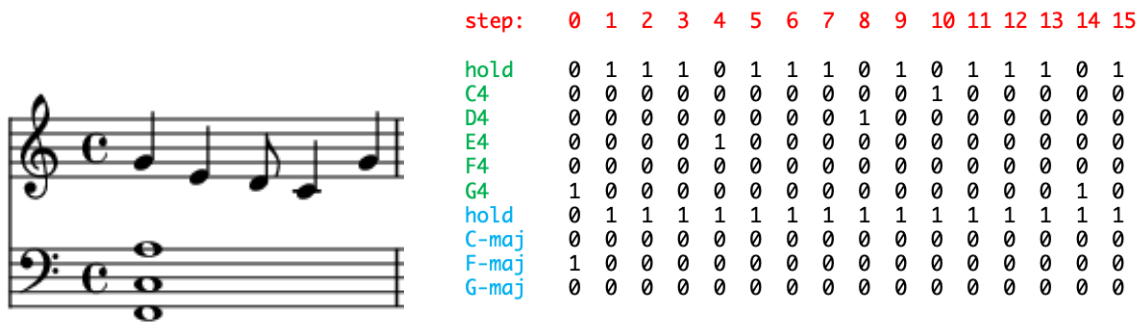 step: 0 1 2 3 4 5 6 7 8 9 10 11 12 13 14 15
hold 0 1 1 1 0 1 1 1 0 1 0 1 1 1 0 1
C4 0 0 0 0 0 0 0 0 0 0 1 0 0 0 0 0
D4 0 0 0 0 0 0 0 0 1 0 0 0 0 0 0 0
E4 0 0 0 0 1 0 0 0 0 0 0 0 0 0 0 0
F4 0 0 0 0 0 0 0 0 0 0 0 0 0 0 0 0
G4 1 0 0 0 0 0 0 0 0 0 0 0 0 0 1 0
hold 0 1 1 1 1 1 1 1 1 1 1 1 1 1 1 1
C-maj 0 0 0 0 0 0 0 0 0 0 0 0 0 0 0 0
F-maj 1 0 0 0 0 0 0 0 0 0 0 0 0 0 0 0
G-maj 0 0 0 0 0 0 0 0 0 0 0 0 0 0 0 0